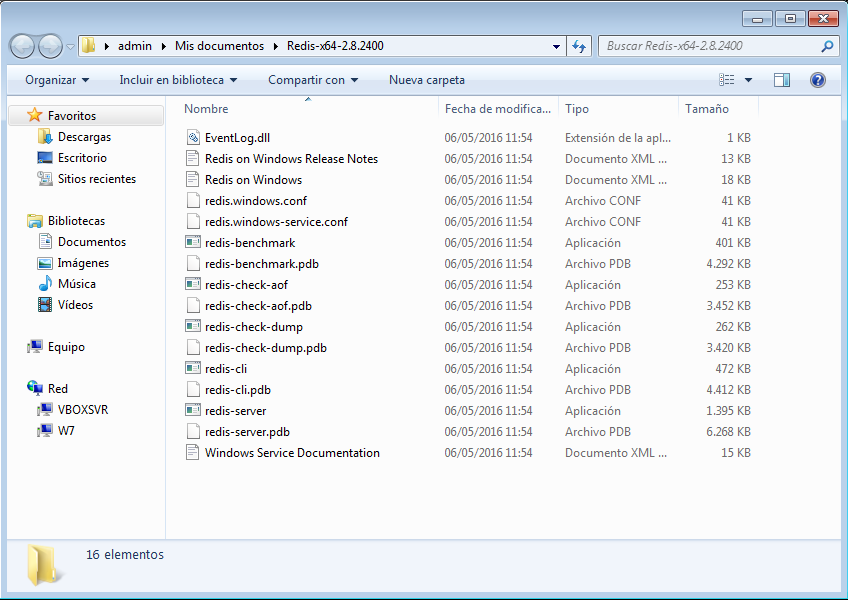 admin Mis documentos Redis-x64-2.8.2400 Buscar Redis-x64-2.8.2400
Organizar Incluir en biblioteca Compartir con Nueva carpeta
Favoritos
Descargas
Escritorio
Sitios recientes
Bibliotecas
Documentos
Imágenes
Música
Vídeos
Equipo
Red
VBOXSVR
W7
Nombre Fecha de modifica... Tipo Tamaño
EventLog.dll 06/05/2016 11:54 Extensión de la apl... 1 KB
Redis on Windows Release Notes 06/05/2016 11:54 Documento XML ... 13 KB
Redis on Windows 06/05/2016 11:54 Documento XML ... 18 KB
redis.windows.conf 06/05/2016 11:54 Archivo CONF 41 KB
redis.windows-service.conf 06/05/2016 11:54 Archivo CONF 41 KB
redis-benchmark 06/05/2016 11:54 Aplicación 401 KB
redis-benchmark.pdb 06/05/2016 11:54 Archivo PDB 4.292 KB
redis-check-aof 06/05/2016 11:54 Aplicación 253 KB
redis-check-aof.pdb 06/05/2016 11:54 Archivo PDB 3.452 KB
redis-check-dump 06/05/2016 11:54 Aplicación 262 KB
redis-check-dump.pdb 06/05/2016 11:54 Archivo PDB 3.420 KB
redis-cli 06/05/2016 11:54 Aplicación 472 KB
redis-cli.pdb 06/05/2016 11:54 Archivo PDB 4.412 KB
redis-server 06/05/2016 11:54 Aplicación 1.395 KB
redis-server.pdb 06/05/2016 11:54 Archivo PDB 6.268 KB
Windows Service Documentation 06/05/2016 11:54 Documento XML ... 15 KB
16 elementos